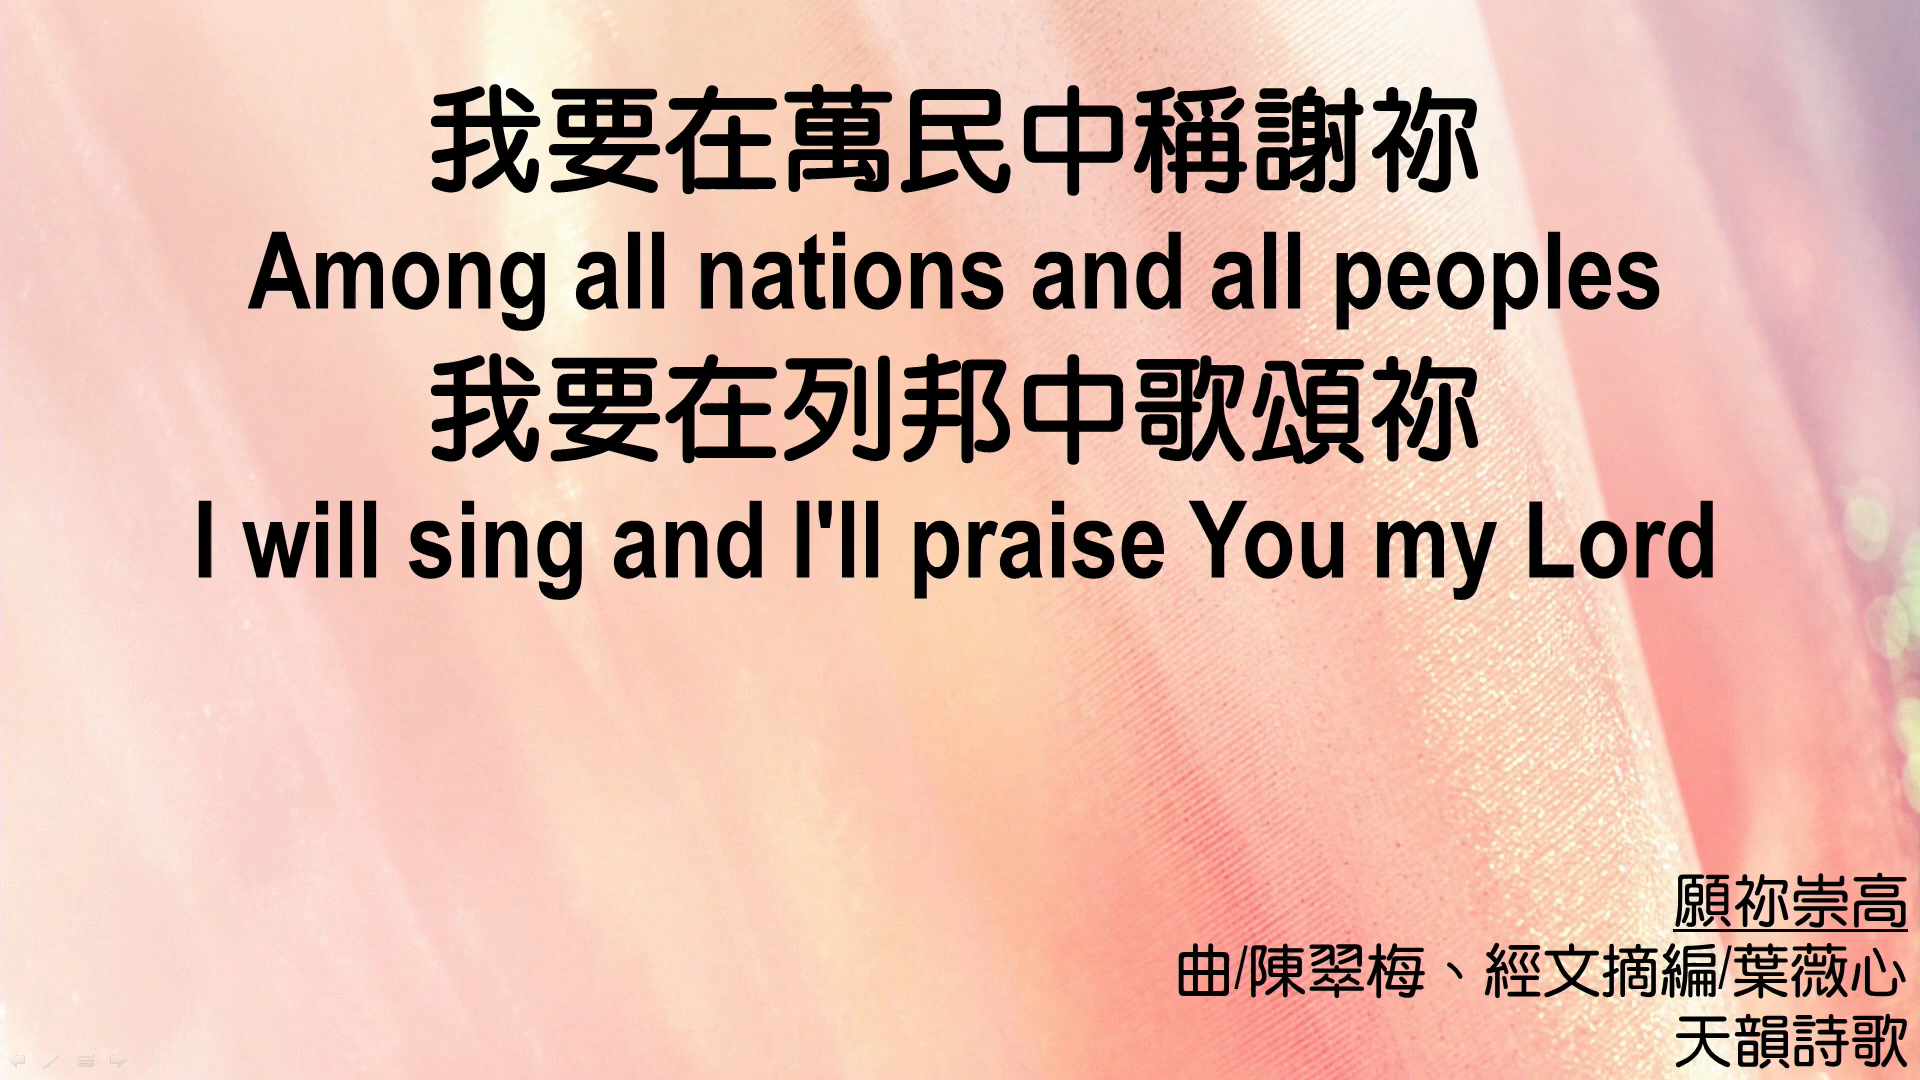 我要在萬民中稱謝祢
Among all nations and all peoples
我要在列邦中歌頌祢
I will sing and I'll praise You my Lord
願祢崇高
曲/陳翠梅、經文摘編/葉薇心
天韻詩歌